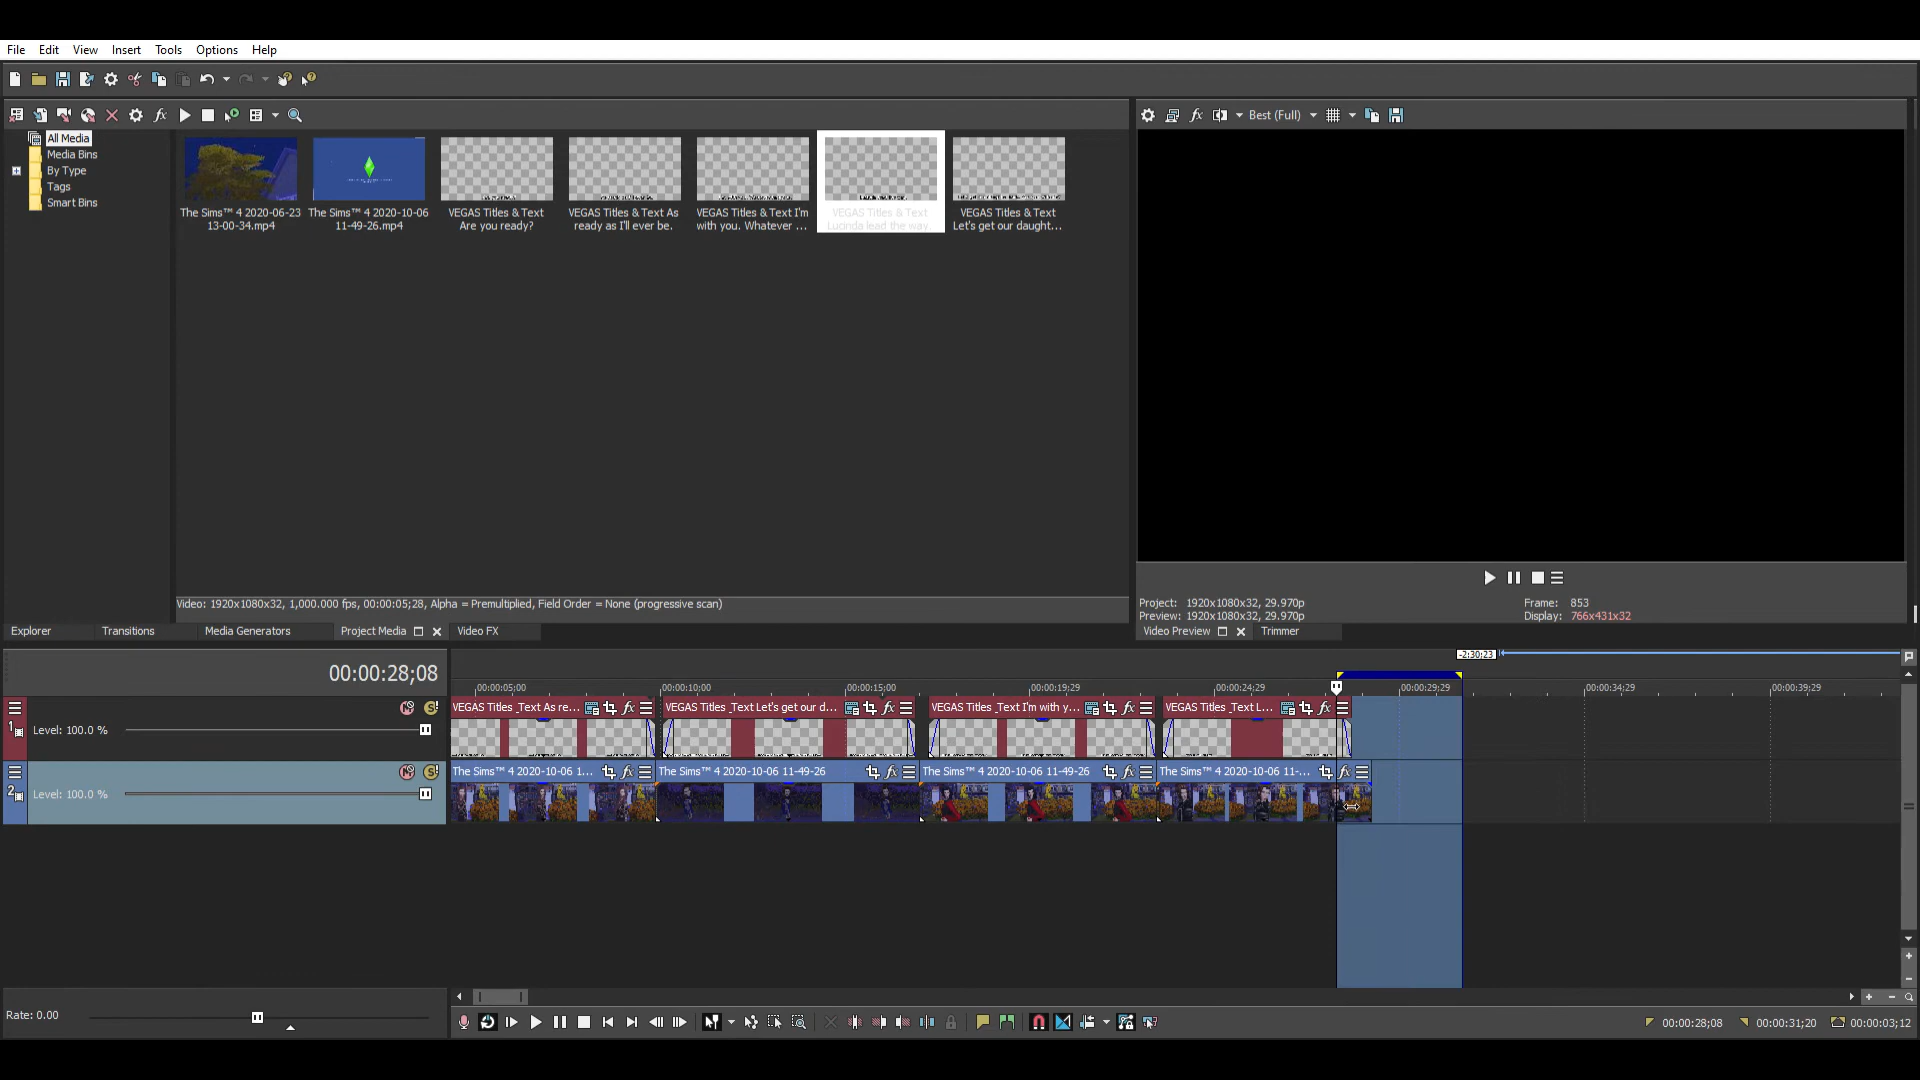 File Edit View Insert Tools Options Help
Best (Full)
All Media
Media Bins
By Type
Tags
Smart Bins
The Sims™ 4 2020-06-23 13-00-34.mp4
The Sims™ 4 2020-10-06 11-49-26.mp4
VEGAS Titles & Text Are you ready?
VEGAS Titles & Text As ready as I'll ever be.
VEGAS Titles & Text I'm with you. Whatever ...
VEGAS Titles & Text Lucinda lead the way.
VEGAS Titles & Text Let's get our daught...
Video: 1920x1080x32, 1,000.000 fps, 00:00:05;28, Alpha = Premultiplied, Field Order = None (progressive scan)
Project: 1920x1080x32, 29.970p Frame: 853
Preview: 1920x1080x32, 29.970p Display: 766x431x32
Explorer Transitions Media Generators Project Media Video FX
Video Preview Trimmer
-2:30;23
00:00:28;08
00:00:05;00 00:00:10;00 00:00:15;00 00:00:19;29 00:00:24;29 00:00:29;29 00:00:34;29 00:00:39;29
1 Level: 100.0 %
VEGAS Titles _Text As re... VEGAS Titles _Text Let's get our d... VEGAS Titles _Text I'm with y... VEGAS Titles _Text L...
2 Level: 100.0 %
The Sims™ 4 2020-10-06 1... The Sims™ 4 2020-10-06 11-49-26 The Sims™ 4 2020-10-06 11-49-26 The Sims™ 4 2020-10-06 11-...
Rate: 0.00
00:00:28;08 00:00:31;20 00:00:03;12